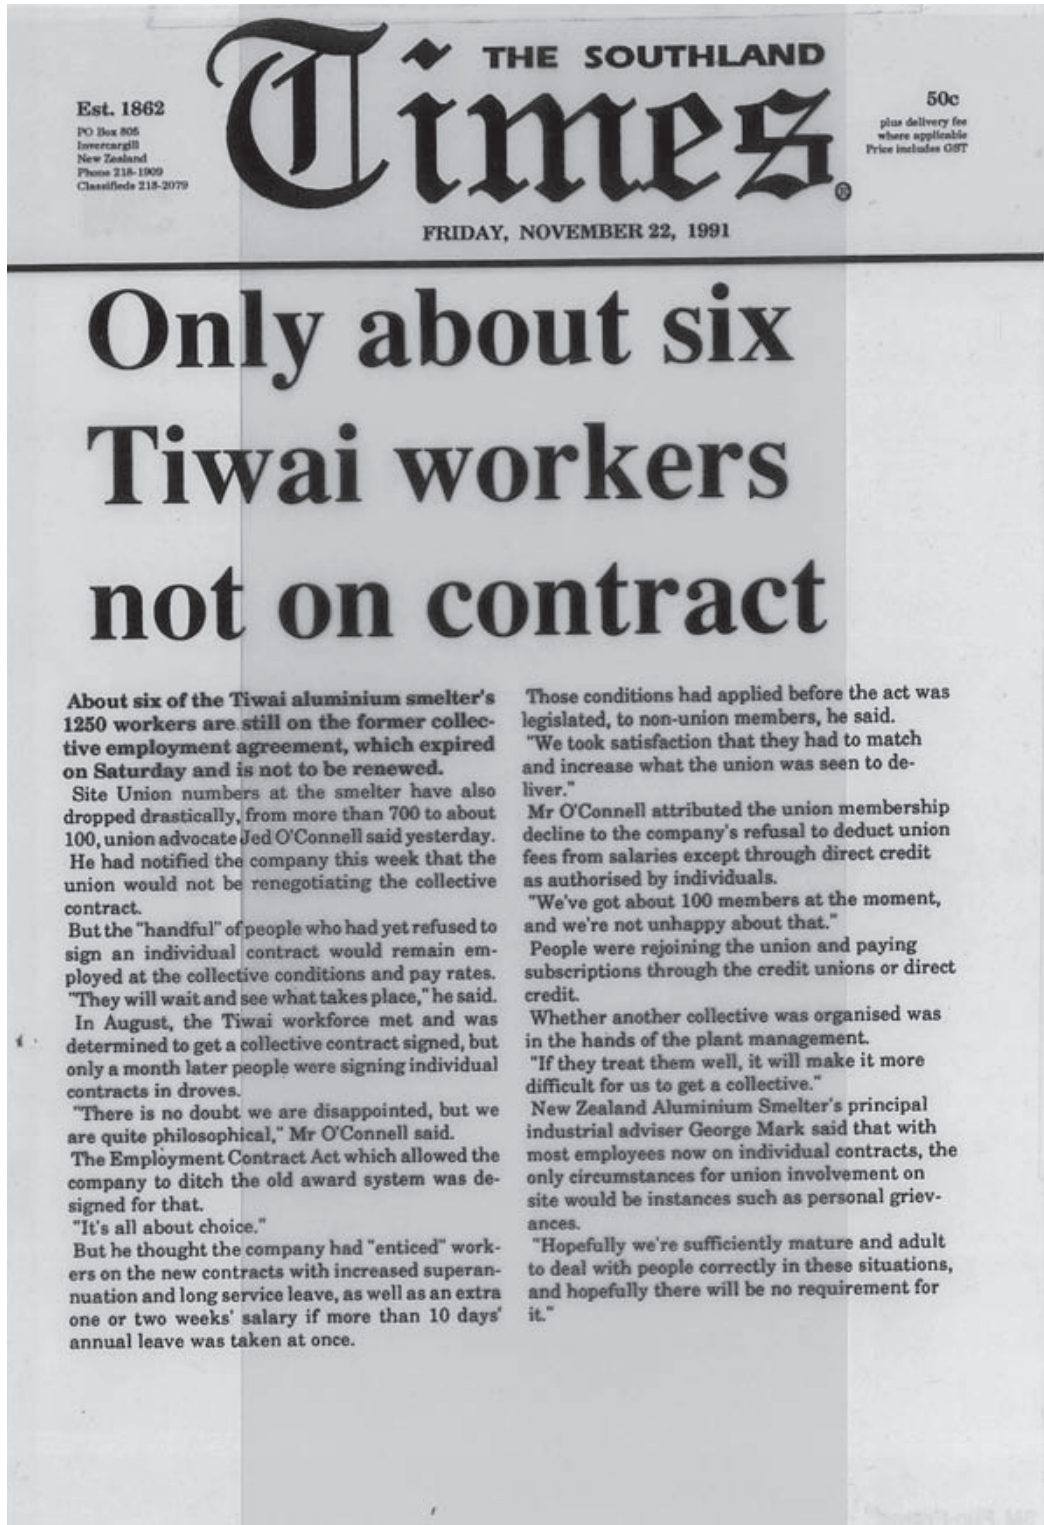 THE SOUTHLAND
Times®
Est. 1862
PO Box 805
Invercargill
New Zealand
Phone 218-1909
Classifieds 218-2079
50c
plus delivery fee
where applicable
Price includes GST
FRIDAY, NOVEMBER 22, 1991
Only about six
Tiwai workers
not on contract
About six of the Tiwai aluminium smelter's
1250 workers are still on the former collec-
tive employment agreement, which expired
on Saturday and is not to be renewed.
Site Union numbers at the smelter have also
dropped drastically, from more than 700 to about
100, union advocate Jed O'Connell said yesterday.
He had notified the company this week that the
union would not be renegotiating the collective
contract.
But the "handful" of people who had yet refused to
sign an individual contract would remain em-
ployed at the collective conditions and pay rates.
"They will wait and see what takes place," he said.
In August, the Tiwai workforce met and was
determined to get a collective contract signed, but
only a month later people were signing individual
contracts in droves.
"There is no doubt we are disappointed, but we
are quite philosophical," Mr O'Connell said.
The Employment Contract Act which allowed the
company to ditch the old award system was de-
signed for that.
"It's all about choice."
But he thought the company had "enticed" work-
ers on the new contracts with increased superan-
nuation and long service leave, as well as an extra
one or two weeks' salary if more than 10 days'
annual leave was taken at once.
Those conditions had applied before the act was
legislated, to non-union members, he said.
"We took satisfaction that they had to match
and increase what the union was seen to de-
liver."
Mr O'Connell attributed the union membership
decline to the company's refusal to deduct union
fees from salaries except through direct credit
as authorised by individuals.
"We've got about 100 members at the moment,
and we're not unhappy about that."
People were rejoining the union and paying
subscriptions through the credit unions or direct
credit.
Whether another collective was organised was
in the hands of the plant management.
"If they treat them well, it will make it more
difficult for us to get a collective."
New Zealand Aluminium Smelter's principal
industrial adviser George Mark said that with
most employees now on individual contracts, the
only circumstances for union involvement on
site would be instances such as personal griev-
ances.
"Hopefully we're sufficiently mature and adult
to deal with people correctly in these situations,
and hopefully there will be no requirement for
it."